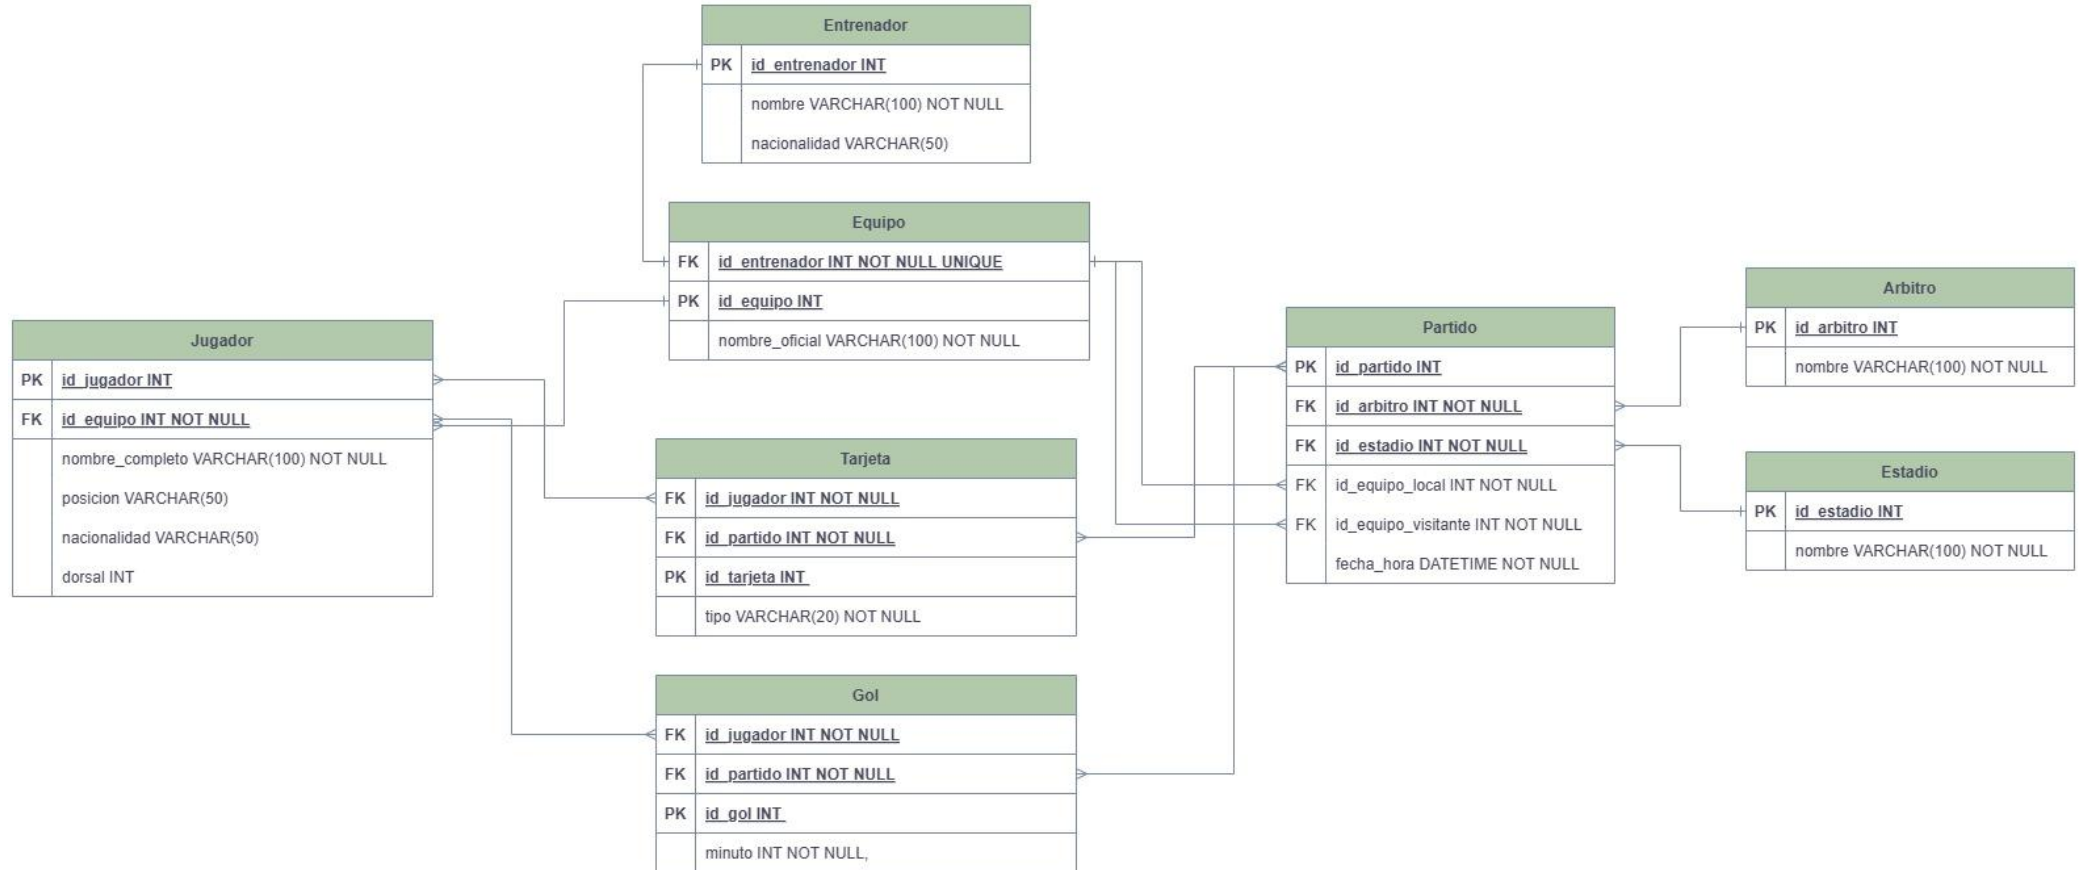 Entrenador
PK id_entrenador INT
nombre VARCHAR(100) NOT NULL
nacionalidad VARCHAR(50)
Equipo
FK id_entrenador INT NOT NULL UNIQUE
PK id_equipo INT
nombre_oficial VARCHAR(100) NOT NULL
Jugador
PK id_jugador INT
FK id_equipo INT NOT NULL
nombre_completo VARCHAR(100) NOT NULL
posicion VARCHAR(50)
nacionalidad VARCHAR(50)
dorsal INT
Tarjeta
FK id_jugador INT NOT NULL
FK id_partido INT NOT NULL
PK id_tarjeta INT
tipo VARCHAR(20) NOT NULL
Gol
FK id_jugador INT NOT NULL
FK id_partido INT NOT NULL
PK id_gol INT
minuto INT NOT NULL,
Partido
PK id_partido INT
FK id_arbitro INT NOT NULL
FK id_estadio INT NOT NULL
FK id_equipo_local INT NOT NULL
FK id_equipo_visitante INT NOT NULL
fecha_hora DATETIME NOT NULL
Arbitro
PK id_arbitro INT
nombre VARCHAR(100) NOT NULL
Estadio
PK id_estadio INT
nombre VARCHAR(100) NOT NULL